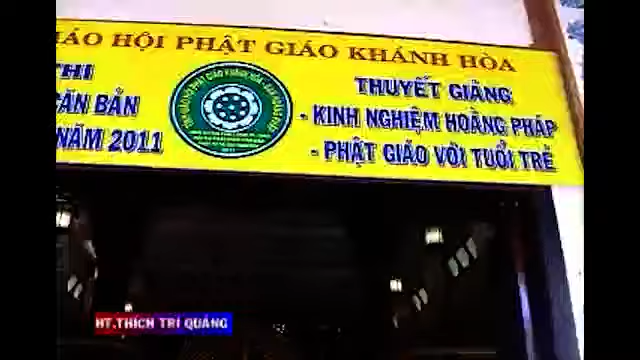 GIÁO HỘI PHẬT GIÁO KHÁNH HÒA
THI
CĂN BẢN
NĂM 2011
THUYẾT GIẢNG
- KINH NGHIỆM HOẰNG PHÁP
- PHẬT GIÁO VỚI TUỔI TRẺ
HT.THÍCH TRÍ QUẢNG